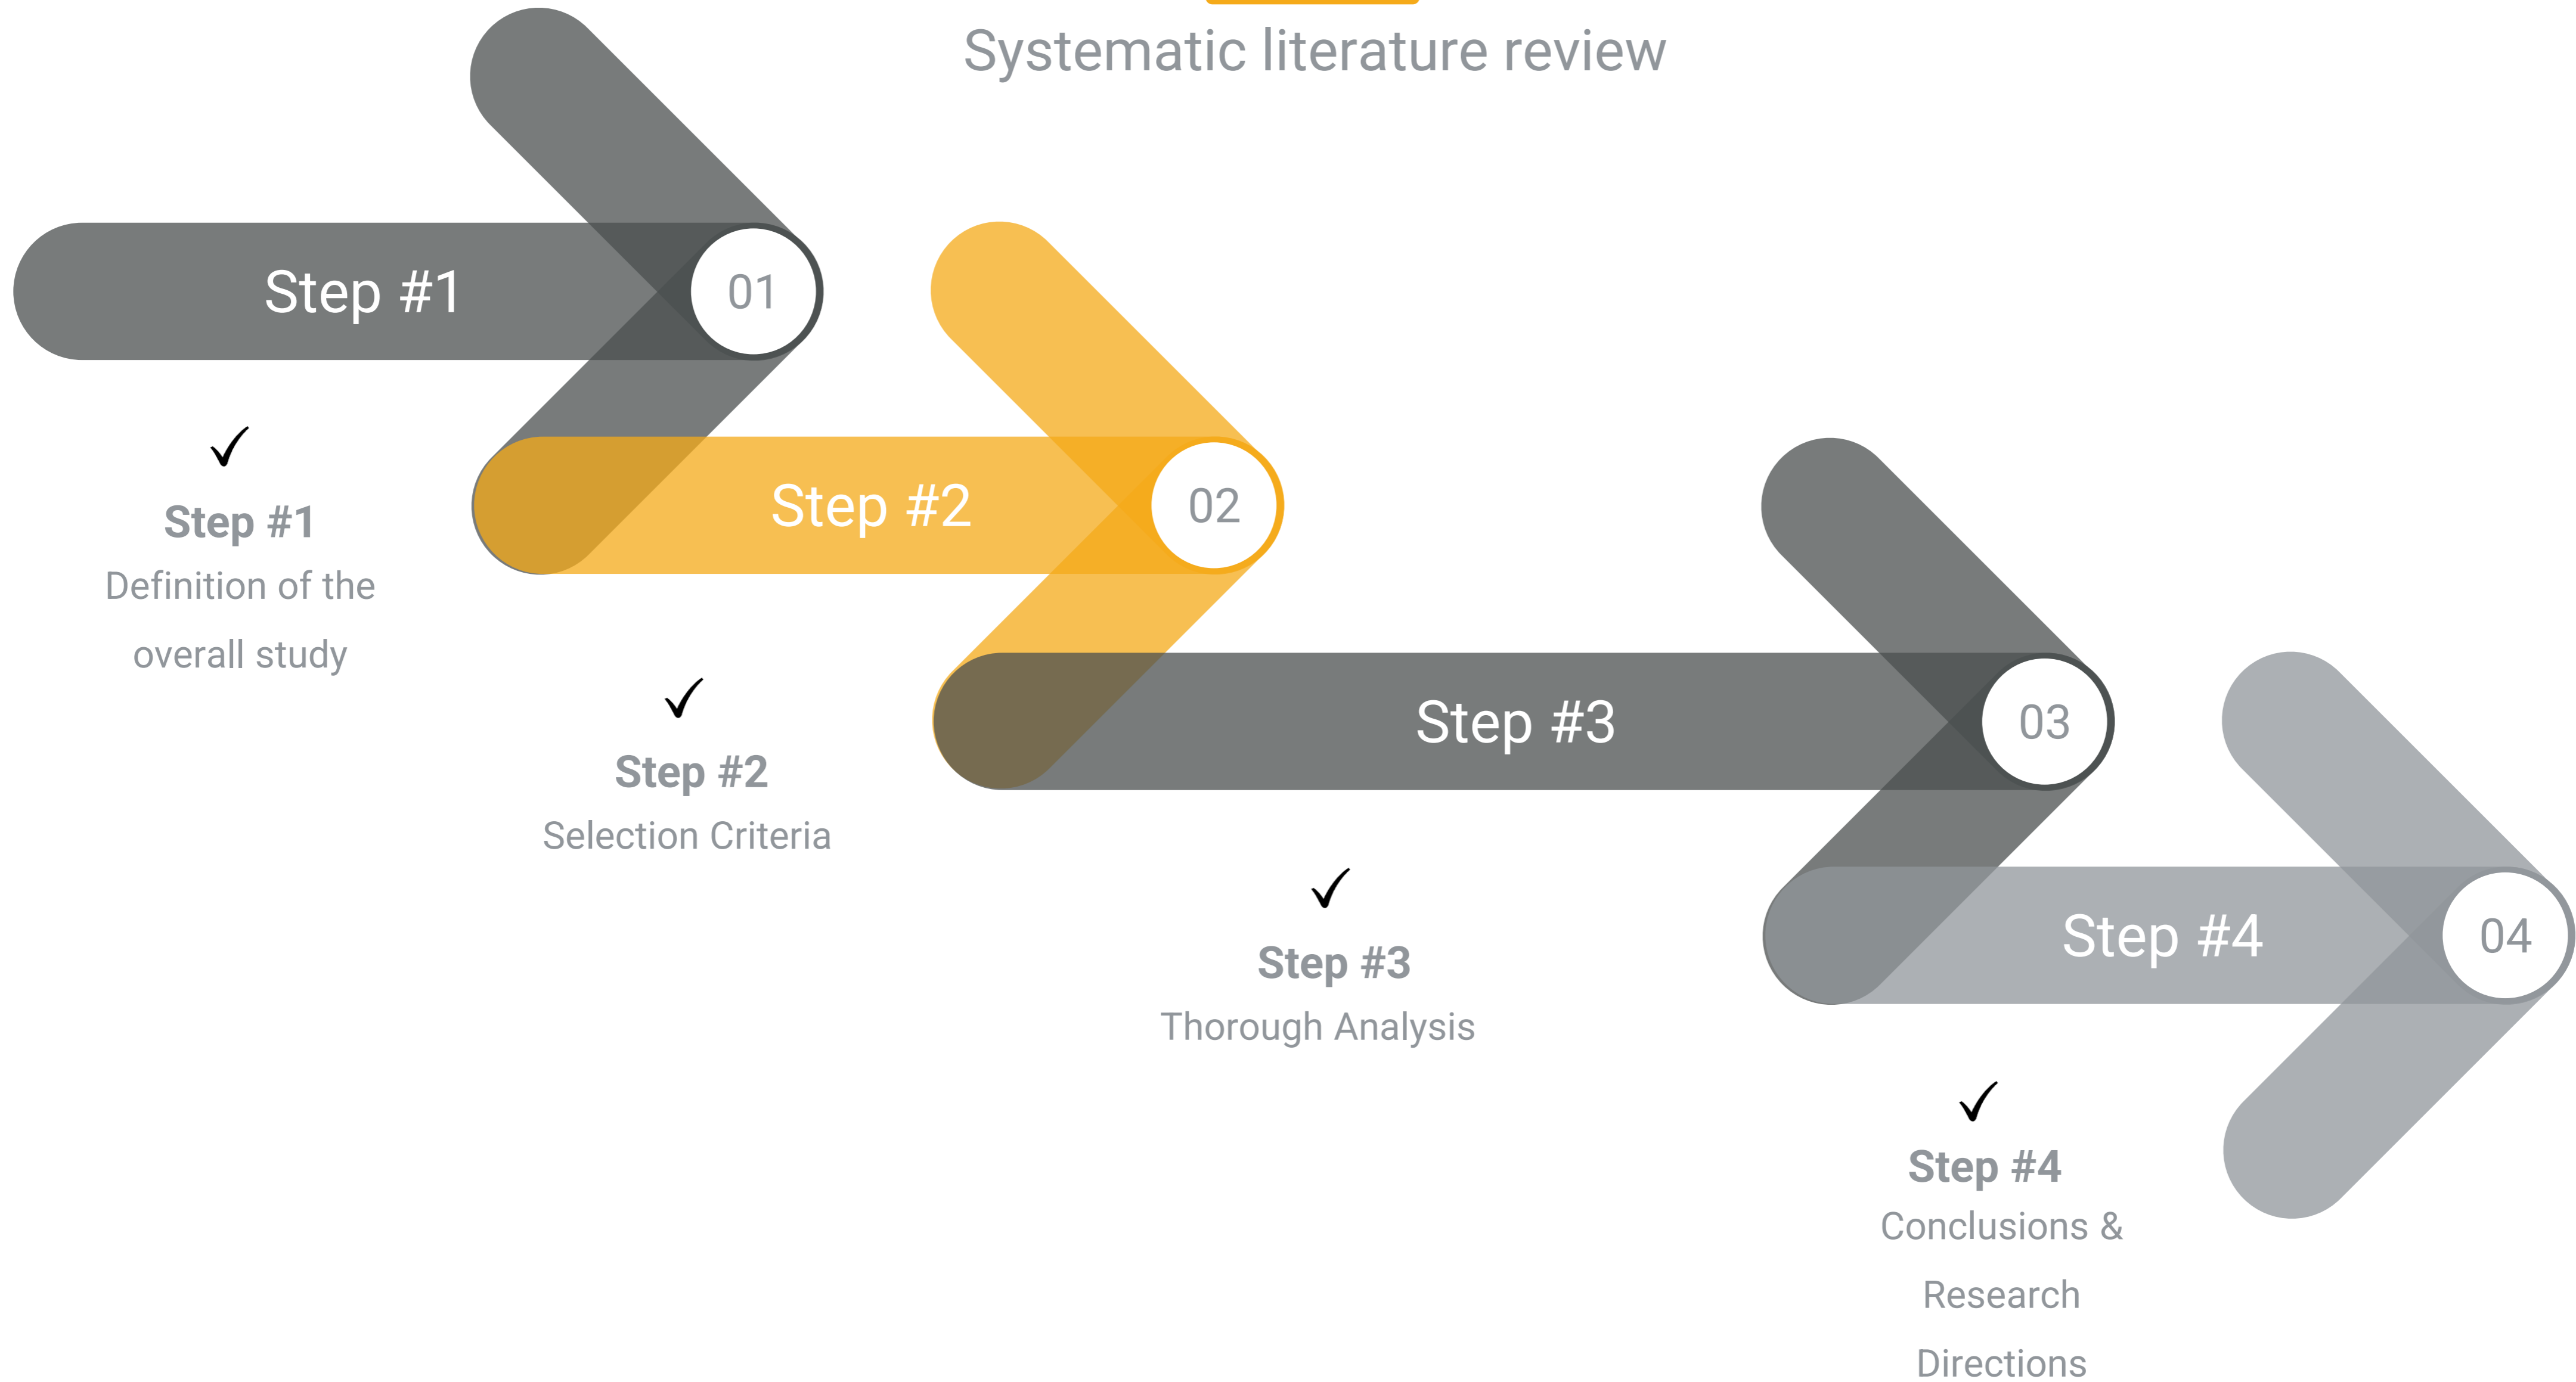 Systematic literature review
Step #1
01
Step #2
02
Step #3
03
Step #4
04
Step #1
Definition of the
overall study
Step #2
Selection Criteria
Step #3
Thorough Analysis
Step #4
Conclusions &
Research
Directions